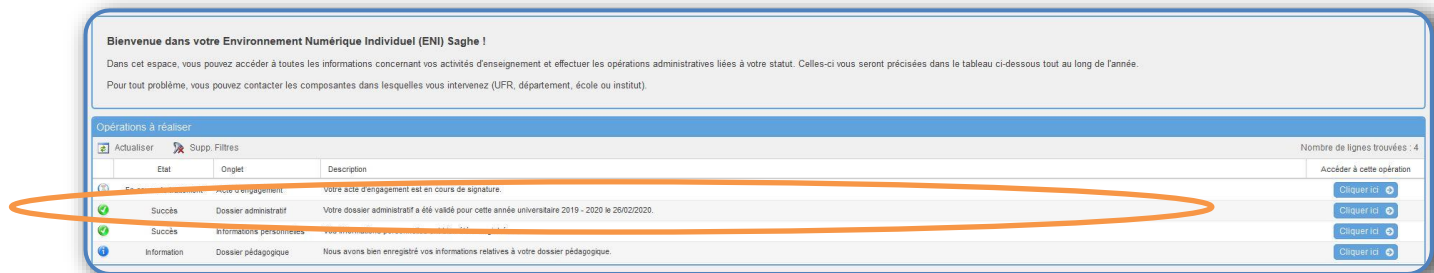 Bienvenue dans votre Environnement Numérique Individuel (ENI) Saghe !
Dans cet espace, vous pouvez accéder à toutes les informations concernant vos activités d'enseignement et effectuer les opérations administratives liées à votre statut. Celles-ci vous seront précisées dans le tableau ci-dessous tout au long de l'année.
Pour tout problème, vous pouvez contacter les composantes dans lesquelles vous intervenez (UFR, département, école ou institut).
Opérations à réaliser
Actualiser Supp. Filtres Nombre de lignes trouvées : 4
Etat Onglet Description Accéder à cette opération
Acte d'engagement Votre acte d'engagement est en cours de signature. Cliquer ici
Succès Dossier administratif Votre dossier administratif a été validé pour cette année universitaire 2019 - 2020 le 26/02/2020. Cliquer ici
Succès Informations personnelles Cliquer ici
Information Dossier pédagogique Nous avons bien enregistré vos informations relatives à votre dossier pédagogique. Cliquer ici